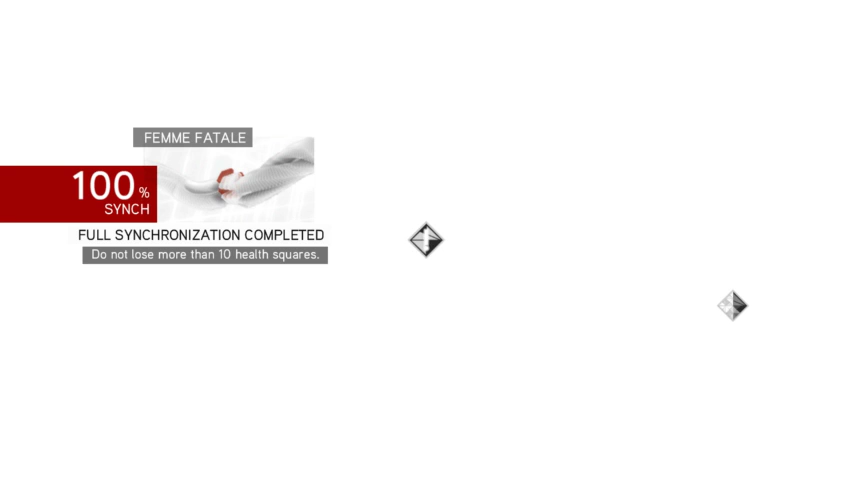 FEMME FATALE
100 %
SYNCH
FULL SYNCHRONIZATION COMPLETED
Do not lose more than 10 health squares.